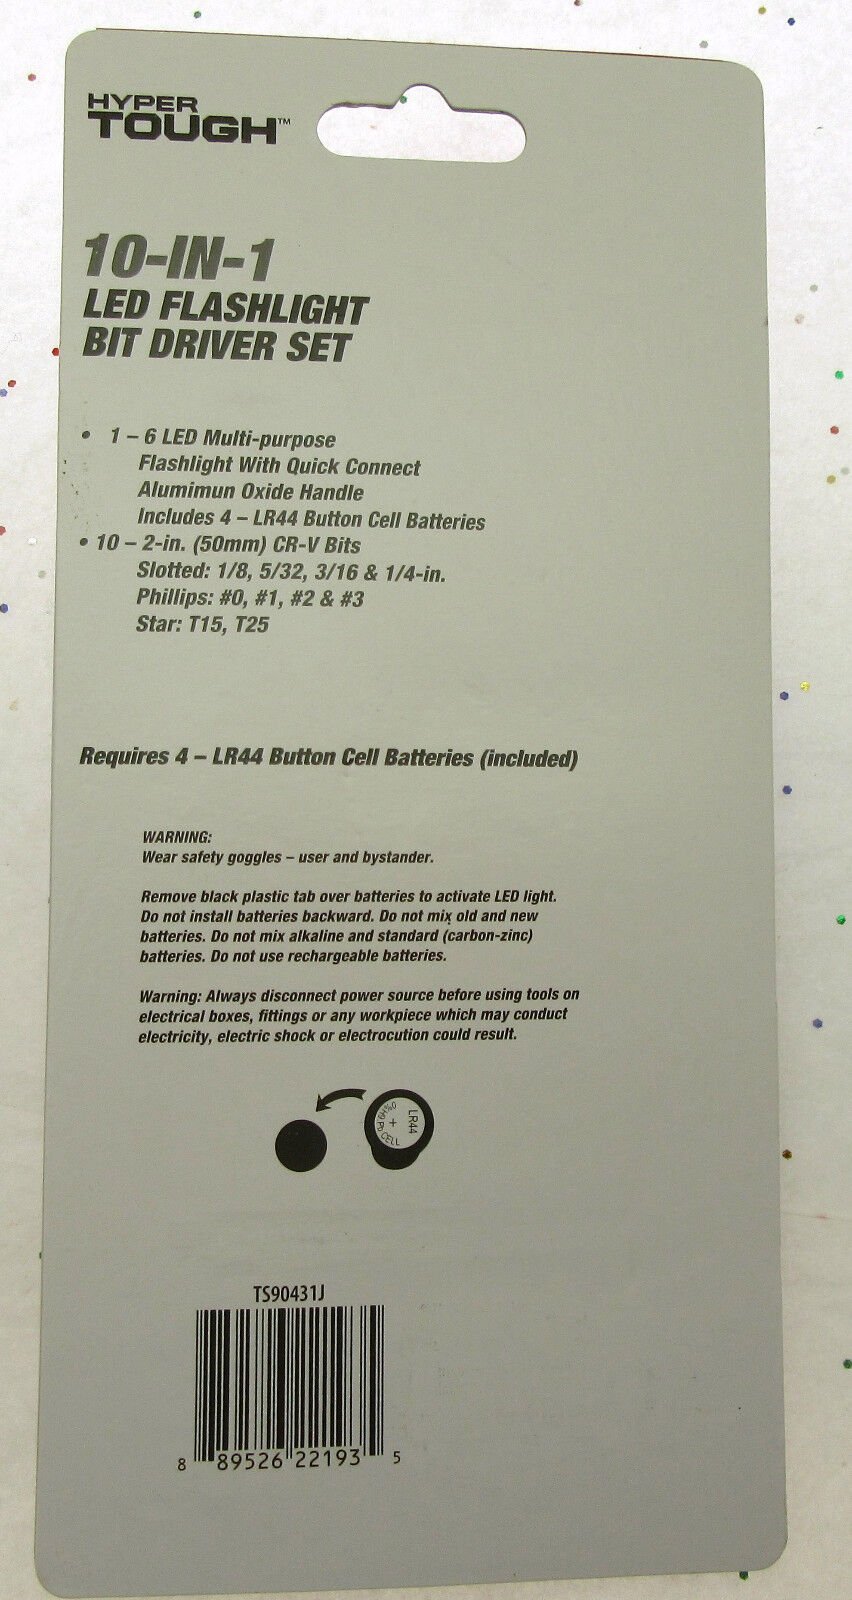 HYPER
TOUGH™
10-IN-1
LED FLASHLIGHT
BIT DRIVER SET
• 1 – 6 LED Multi-purpose
Flashlight With Quick Connect
Alumimun Oxide Handle
Includes 4 – LR44 Button Cell Batteries
• 10 – 2-in. (50mm) CR-V Bits
Slotted: 1/8, 5/32, 3/16 & 1/4-in.
Phillips: #0, #1, #2 & #3
Star: T15, T25
Requires 4 – LR44 Button Cell Batteries (included)
WARNING:
Wear safety goggles – user and bystander.
Remove black plastic tab over batteries to activate LED light.
Do not install batteries backward. Do not mix old and new
batteries. Do not mix alkaline and standard (carbon-zinc)
batteries. Do not use rechargeable batteries.
Warning: Always disconnect power source before using tools on
electrical boxes, fittings or any workpiece which may conduct
electricity, electric shock or electrocution could result.
LR44
CELL
+
0%Hg
Pb
TS90431J
8 89526 22193 5